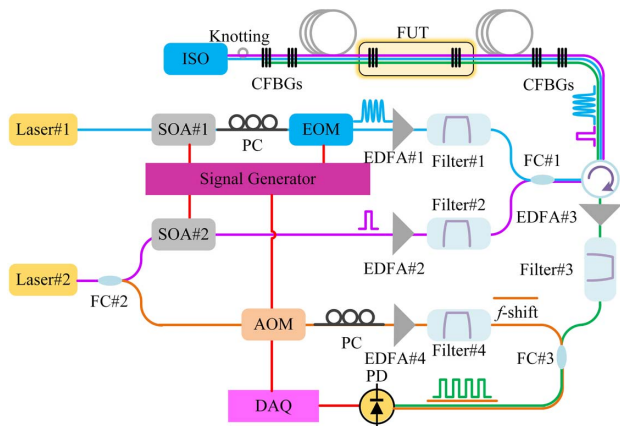 Knotting
FUT
ISO
CFBGs
CFBGs
Laser#1
SOA#1
PC
EOM
EDFA#1
Filter#1
FC#1
Signal Generator
Filter#2
EDFA#3
SOA#2
EDFA#2
Filter#3
Laser#2
FC#2
AOM
PC
EDFA#4
Filter#4
f-shift
FC#3
PD
DAQ